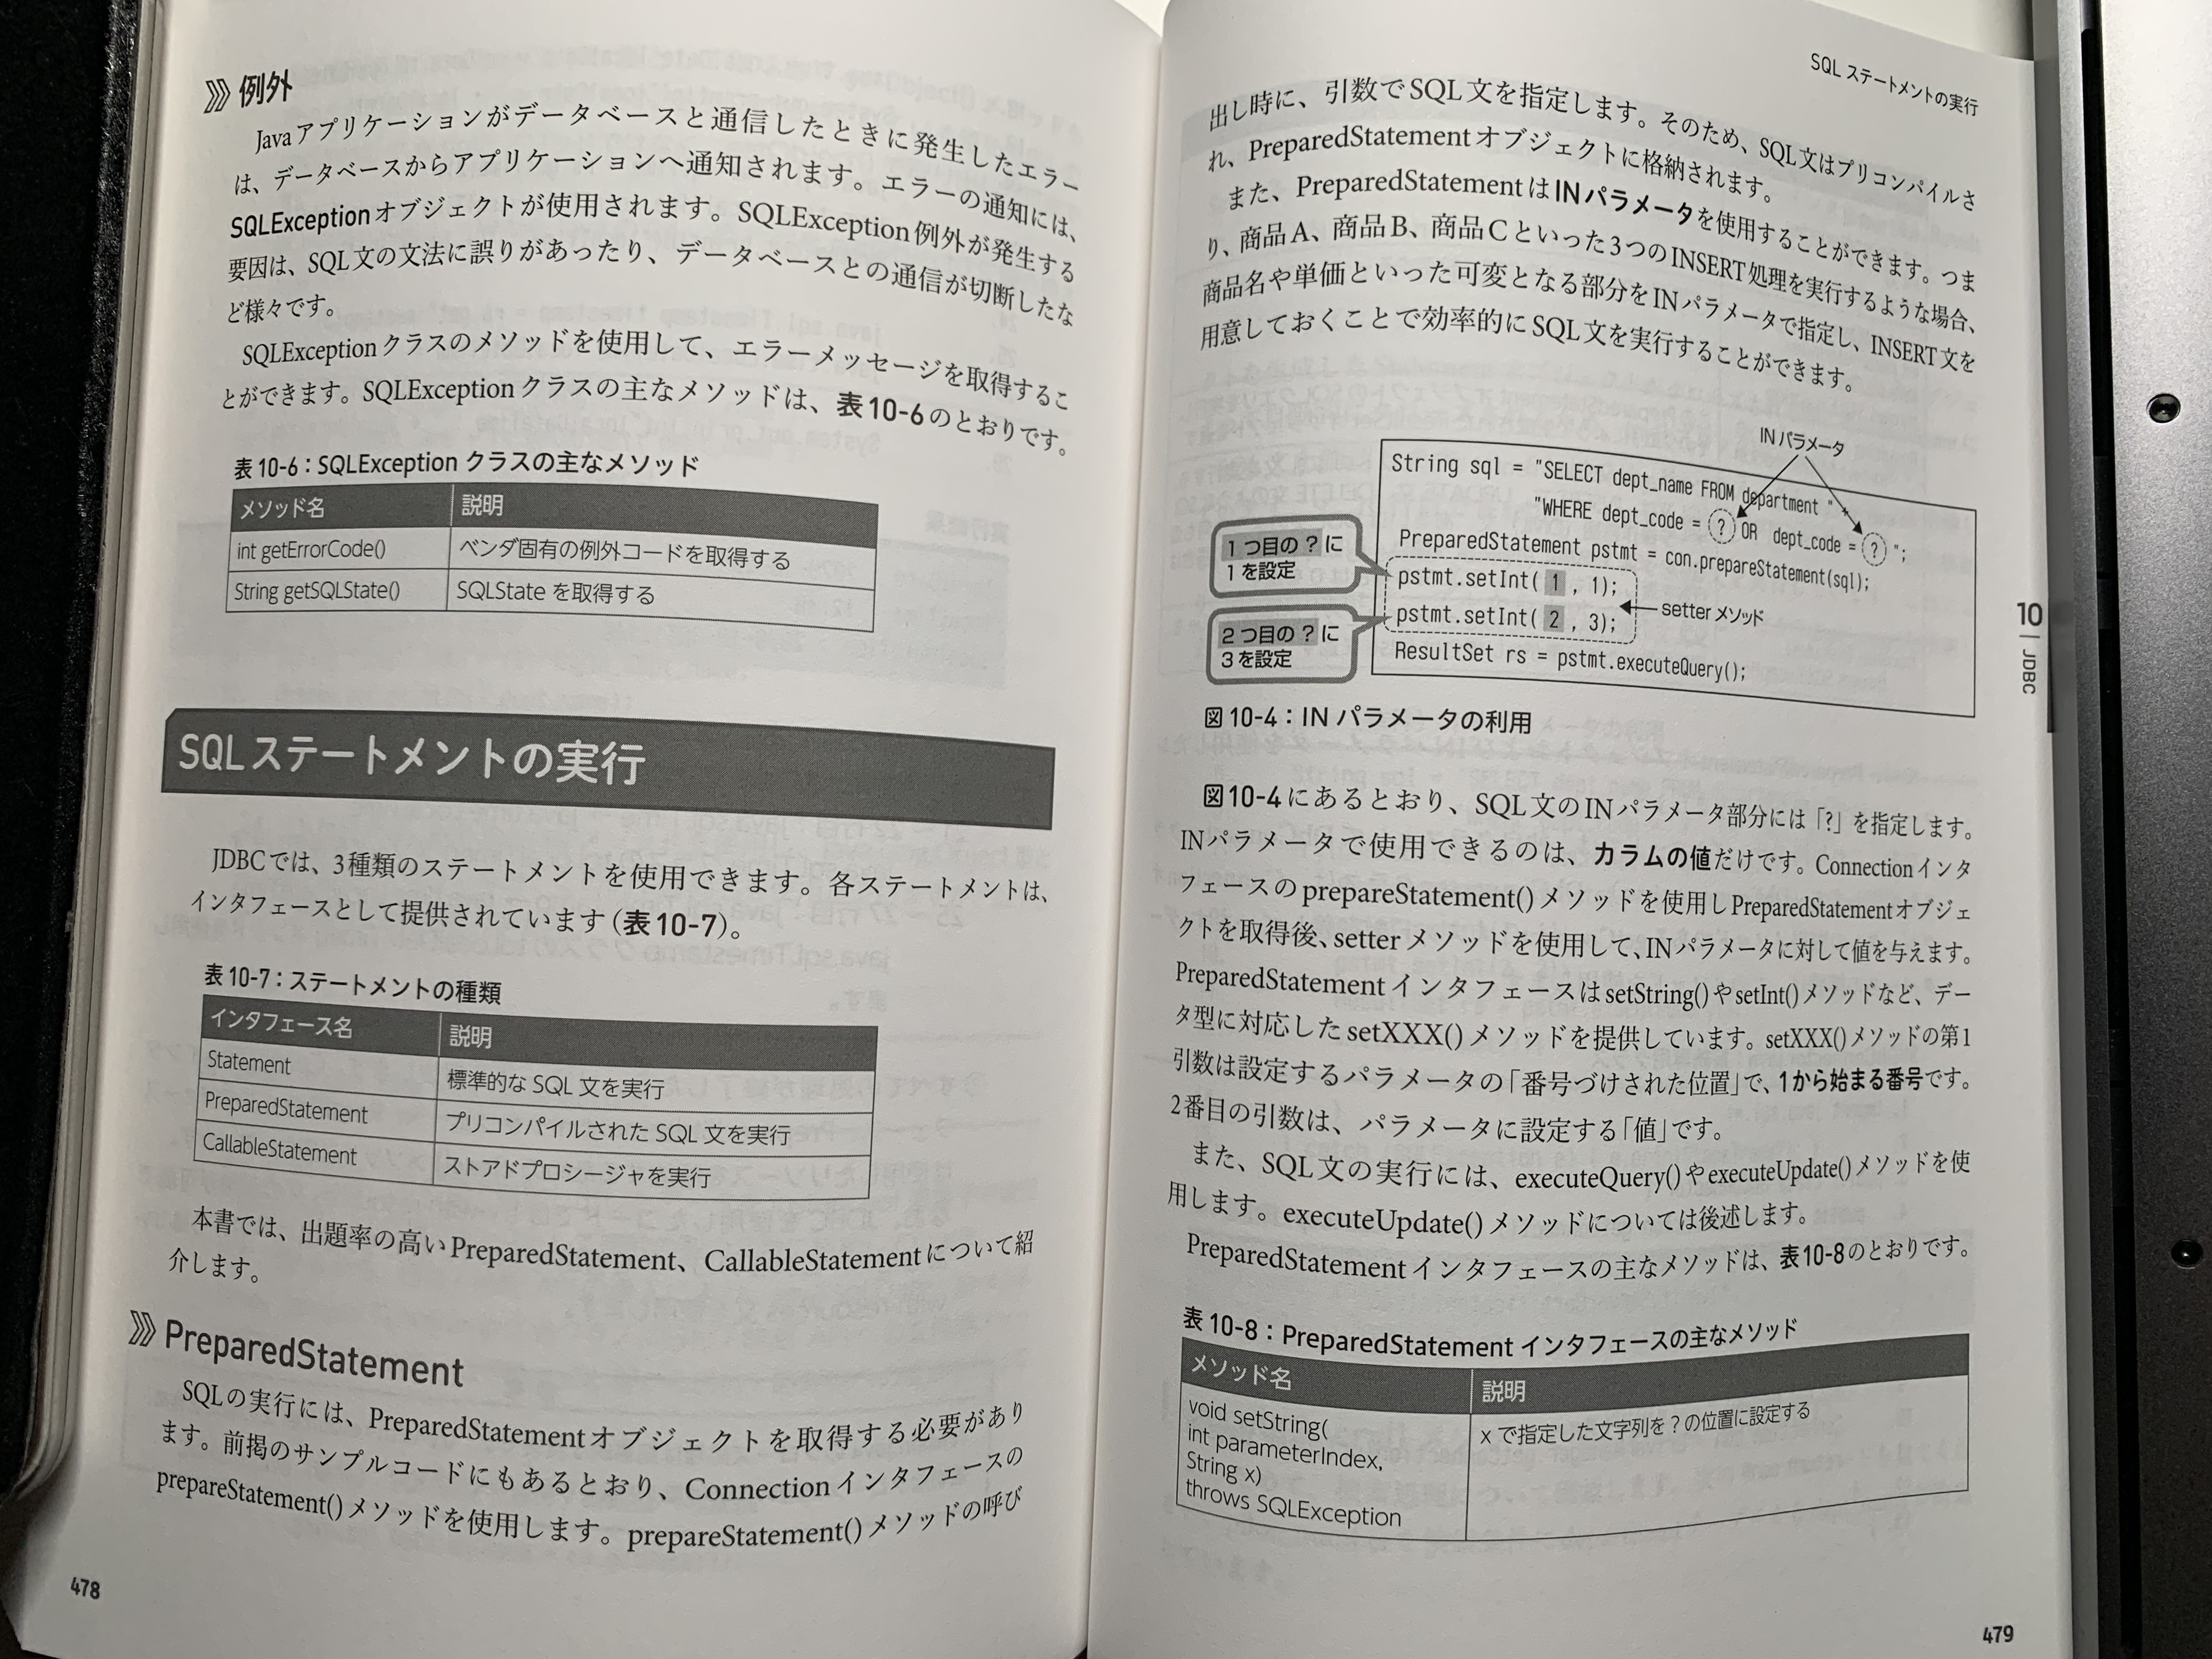 例外
Javaアプリケーションがデータベースと通信したときに発生したエラー
は、データベースからアプリケーションへ通知されます。エラーの通知には、
SQLExceptionオブジェクトが使用されます。SQLException例外が発生する
要因は、SQL文の文法に誤りがあったり、データベースとの通信が切断したな
ど様々です。
SQLExceptionクラスのメソッドを使用して、エラーメッセージを取得するこ
とができます。SQLExceptionクラスの主なメソッドは、表10-6のとおりです。
表10-6：SQLException クラスの主なメソッド
メソッド名 説明
int getErrorCode() ベンダ固有の例外コードを取得する
String getSQLState() SQLState を取得する
SQLステートメントの実行
JDBCでは、3種類のステートメントを使用できます。各ステートメントは、
インタフェースとして提供されています（表10-7）。
表10-7：ステートメントの種類
インタフェース名 説明
Statement 標準的な SQL 文を実行
PreparedStatement プリコンパイルされた SQL 文を実行
CallableStatement ストアドプロシージャを実行
本書では、出題率の高いPreparedStatement、CallableStatementについて紹
介します。
PreparedStatement
SQLの実行には、PreparedStatementオブジェクトを取得する必要があり
ます。前掲のサンプルコードにもあるとおり、Connectionインタフェースの
prepareStatement()メソッドを使用します。prepareStatement()メソッドの呼び
478
SQL ステートメントの実行
出し時に、引数でSQL文を指定します。そのため、SQL文はプリコンパイルさ
れ、PreparedStatementオブジェクトに格納されます。
また、PreparedStatementはINパラメータを使用することができます。つま
り、商品A、商品B、商品Cといった3つのINSERT処理を実行するような場合、
商品名や単価といった可変となる部分をINパラメータで指定し、INSERT文を
用意しておくことで効率的にSQL文を実行することができます。
IN パラメータ
String sql = "SELECT dept_name FROM department " +
"WHERE dept_code = ? OR dept_code = ? ";
PreparedStatement pstmt = con.prepareStatement(sql);
1つ目の ? に
1 を設定
pstmt.setInt( 1 , 1);
pstmt.setInt( 2 , 3);
setter メソッド
2つ目の ? に
3 を設定
ResultSet rs = pstmt.executeQuery();
図10-4：IN パラメータの利用
図10-4にあるとおり、SQL文のINパラメータ部分には「?」を指定します。
INパラメータで使用できるのは、カラムの値だけです。Connectionインタ
フェースのprepareStatement()メソッドを使用しPreparedStatementオブジェ
クトを取得後、setterメソッドを使用して、INパラメータに対して値を与えます。
PreparedStatementインタフェースはsetString()やsetInt()メソッドなど、デー
タ型に対応したsetXXX()メソッドを提供しています。setXXX()メソッドの第1
引数は設定するパラメータの「番号づけされた位置」で、1から始まる番号です。
2番目の引数は、パラメータに設定する「値」です。
また、SQL文の実行には、executeQuery()やexecuteUpdate()メソッドを使
用します。executeUpdate()メソッドについては後述します。
PreparedStatementインタフェースの主なメソッドは、表10-8のとおりです。
表10-8：PreparedStatement インタフェースの主なメソッド
メソッド名 説明
void setString( x で指定した文字列を ? の位置に設定する
int parameterIndex,
String x)
throws SQLException
10
JDBC
479